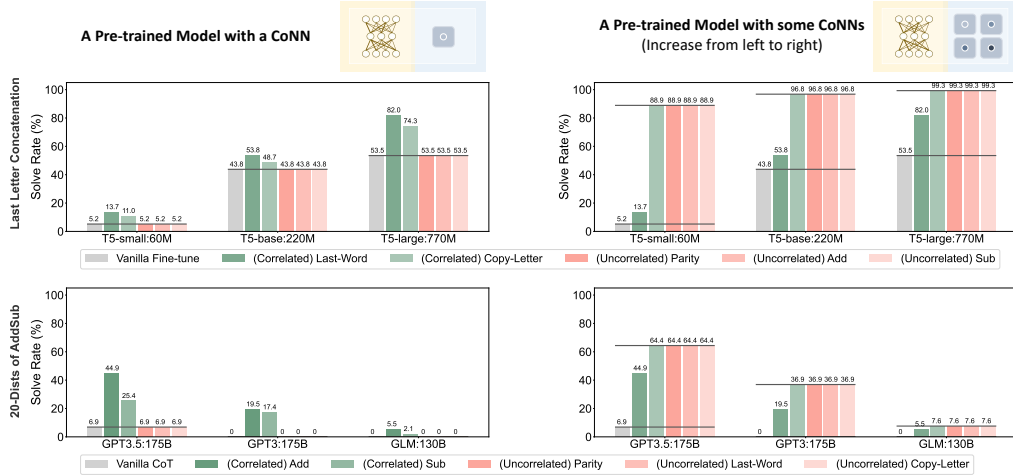 A Pre-trained Model with a CoNN
A Pre-trained Model with some CoNNs
(Increase from left to right)
Last Letter Concatenation
Solve Rate (%)
100
80
60
40
20
0
5.2
13.7
11.0
5.2
5.2
5.2
43.8
53.8
48.7
43.8
43.8
43.8
53.5
82.0
74.3
53.5
53.5
53.5
T5-small:60M
T5-base:220M
T5-large:770M
Solve Rate (%)
100
80
60
40
20
0
5.2
13.7
88.9
88.9
88.9
88.9
43.8
53.8
96.8
96.8
96.8
96.8
53.5
82.0
99.3
99.3
99.3
99.3
T5-small:60M
T5-base:220M
T5-large:770M
Vanilla Fine-tune
(Correlated) Last-Word
(Correlated) Copy-Letter
(Uncorrelated) Parity
(Uncorrelated) Add
(Uncorrelated) Sub
20-Dists of AddSub
Solve Rate (%)
100
80
60
40
20
0
6.9
44.9
25.4
6.9
6.9
6.9
0
19.5
17.4
0
0
0
0
5.5
2.1
0
0
0
GPT3.5:175B
GPT3:175B
GLM:130B
Solve Rate (%)
100
80
60
40
20
0
6.9
44.9
64.4
64.4
64.4
64.4
0
19.5
36.9
36.9
36.9
36.9
0
5.5
7.6
7.6
7.6
7.6
GPT3.5:175B
GPT3:175B
GLM:130B
Vanilla CoT
(Correlated) Add
(Correlated) Sub
(Uncorrelated) Parity
(Uncorrelated) Last-Word
(Uncorrelated) Copy-Letter